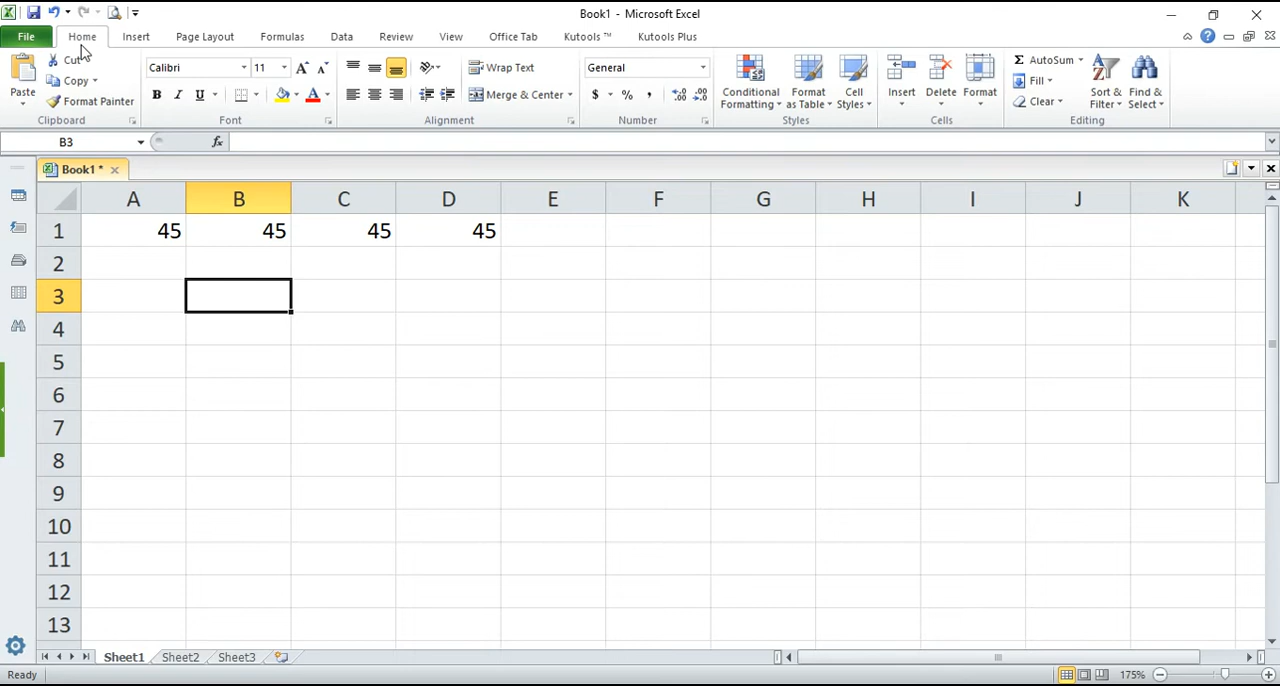 Book1 - Microsoft Excel
File Home Insert Page Layout Formulas Data Review View Office Tab Kutools ™ Kutools Plus
Paste
Cut
Copy
Format Painter
Clipboard
Calibri 11
B I U
Font
Wrap Text
Merge & Center
Alignment
General
$ % ,
Number
Conditional Formatting
Format as Table
Cell Styles
Styles
Insert Delete Format
Cells
Σ AutoSum
Fill
Clear
Sort & Filter
Find & Select
Editing
B3 fx
Book1 *
A B C D E F G H I J K
1 45 45 45 45
2
3
4
5
6
7
8
9
10
11
12
13
Sheet1 Sheet2 Sheet3
Ready 175%